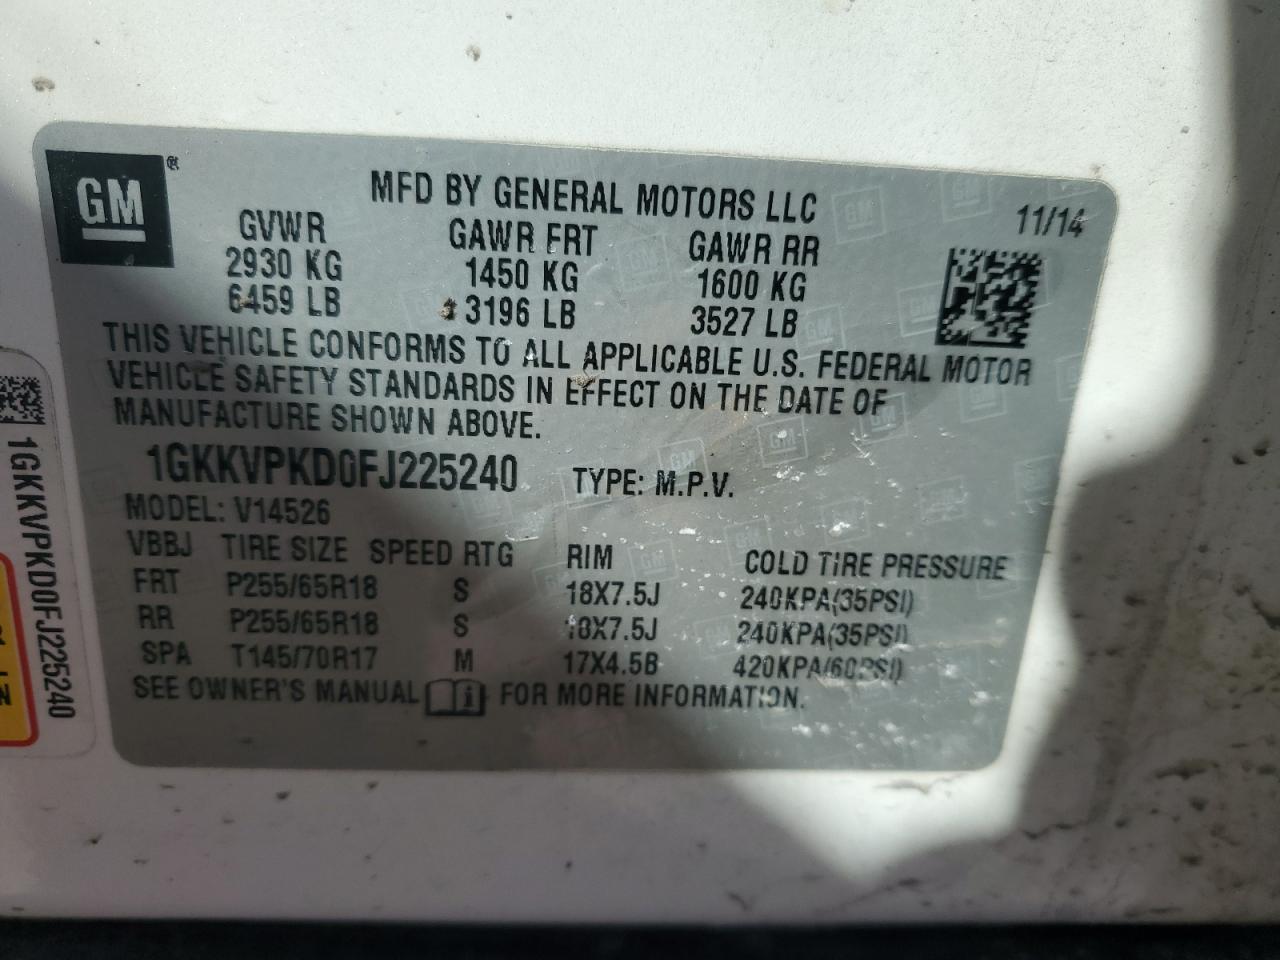 GM ®
MFD BY GENERAL MOTORS LLC
11/14
GVWR GAWR FRT GAWR RR
2930 KG 1450 KG 1600 KG
6459 LB 3196 LB 3527 LB
THIS VEHICLE CONFORMS TO ALL APPLICABLE U.S. FEDERAL MOTOR
VEHICLE SAFETY STANDARDS IN EFFECT ON THE DATE OF
MANUFACTURE SHOWN ABOVE.
1GKKVPKD0FJ225240 TYPE: M.P.V.
MODEL: V14526
VBBJ TIRE SIZE SPEED RTG RIM COLD TIRE PRESSURE
FRT P255/65R18 S 18X7.5J 240KPA(35PSI)
RR P255/65R18 S 18X7.5J 240KPA(35PSI)
SPA T145/70R17 M 17X4.5B 420KPA(60PSI)
SEE OWNER'S MANUAL i FOR MORE INFORMATION.
1GKKVPKD0FJ225240